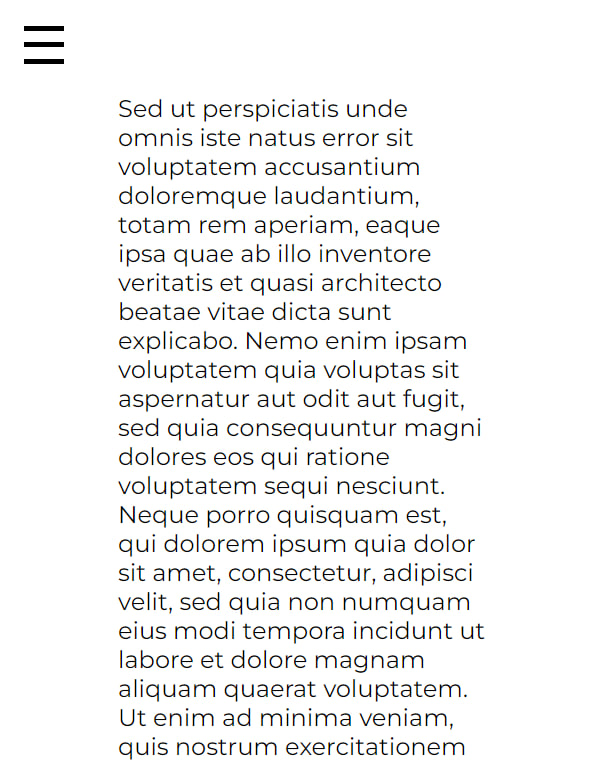 Sed ut perspiciatis unde
omnis iste natus error sit
voluptatem accusantium
doloremque laudantium,
totam rem aperiam, eaque
ipsa quae ab illo inventore
veritatis et quasi architecto
beatae vitae dicta sunt
explicabo. Nemo enim ipsam
voluptatem quia voluptas sit
aspernatur aut odit aut fugit,
sed quia consequuntur magni
dolores eos qui ratione
voluptatem sequi nesciunt.
Neque porro quisquam est,
qui dolorem ipsum quia dolor
sit amet, consectetur, adipisci
velit, sed quia non numquam
eius modi tempora incidunt ut
labore et dolore magnam
aliquam quaerat voluptatem.
Ut enim ad minima veniam,
quis nostrum exercitationem